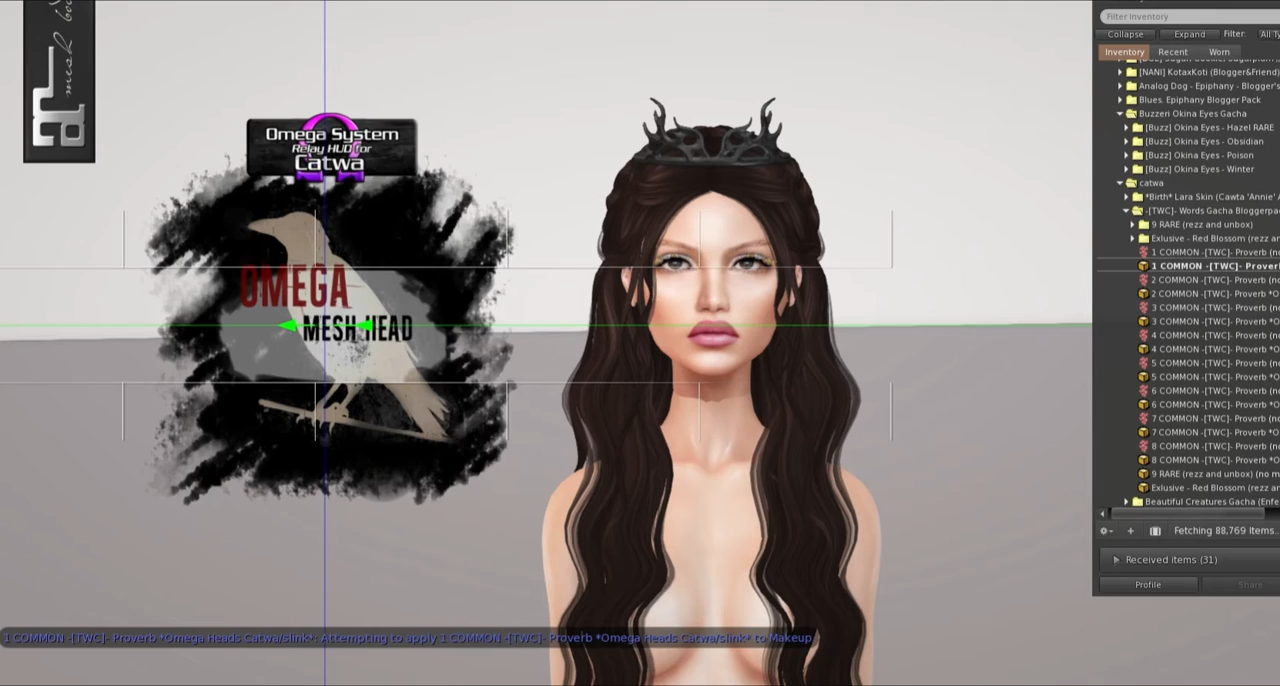 mesh
Omega System
Relay HUD for
Catwa
OMEGA
MESH HEAD
Filter Inventory
Collapse
Expand
Filter:
All Ty
Inventory
Recent
Worn
[NANI] KotaxKoti (Blogger&Friend)
Analog Dog - Epiphany - Blogger's
Blues. Epiphany Blogger Pack
Buzzeri Okina Eyes Gacha
[Buzz] Okina Eyes - Hazel RARE
[Buzz] Okina Eyes - Obsidian
[Buzz] Okina Eyes - Poison
[Buzz] Okina Eyes - Winter
catwa
*Birth* Lara Skin (Cawta 'Annie' A
-[TWC]- Words Gacha Bloggerpa
9 RARE (rezz and unbox)
Exlusive - Red Blossom (rezz ar
1 COMMON -[TWC]- Proverb (no
1 COMMON -[TWC]- Prover
2 COMMON -[TWC]- Proverb (no
2 COMMON -[TWC]- Proverb *O
3 COMMON -[TWC]- Proverb (no
3 COMMON -[TWC]- Proverb *O
4 COMMON -[TWC]- Proverb (no
4 COMMON -[TWC]- Proverb *O
5 COMMON -[TWC]- Proverb (no
5 COMMON -[TWC]- Proverb *O
6 COMMON -[TWC]- Proverb (no
6 COMMON -[TWC]- Proverb *O
7 COMMON -[TWC]- Proverb (no
7 COMMON -[TWC]- Proverb *O
8 COMMON -[TWC]- Proverb (no
8 COMMON -[TWC]- Proverb *O
9 RARE (rezz and unbox) (no m
Exlusive - Red Blossom (rezz ar
Beautiful Creatures Gacha (Enfe
Fetching 88,769 Items
Received items (31)
Profile
Share
1 COMMON -[TWC]- Proverb *Omega Heads Catwa/slink*: Attempting to apply 1 COMMON -[TWC]- Proverb *Omega Heads Catwa/slink* to Makeup